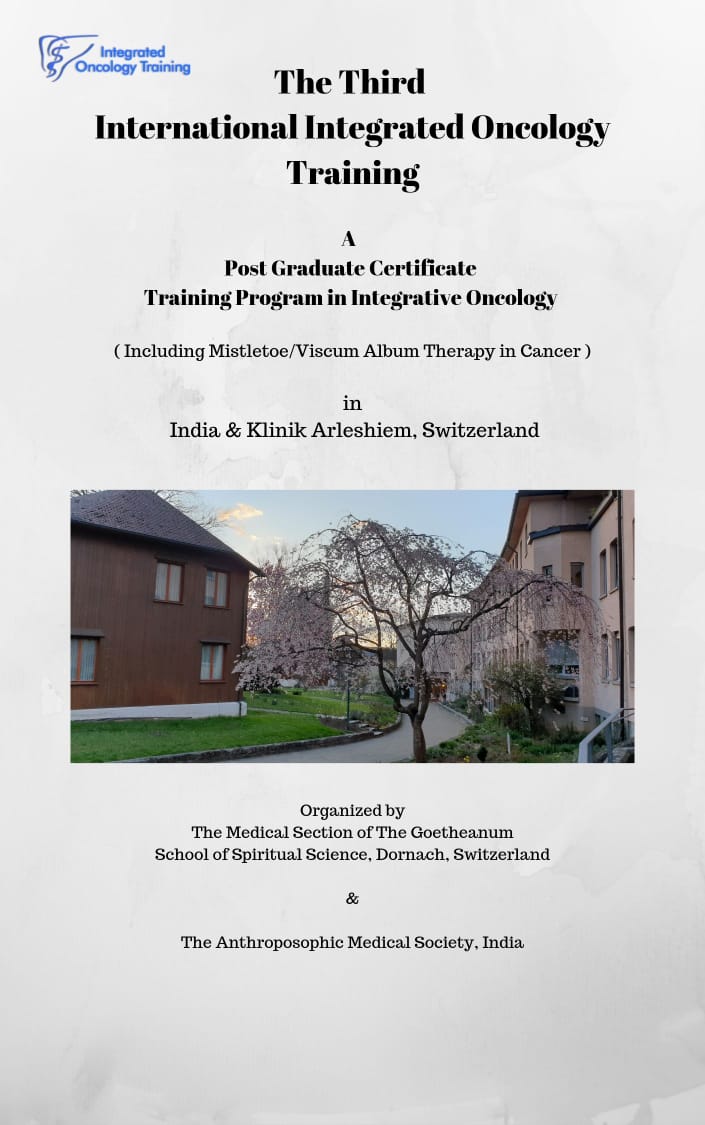 Integrated
Oncology Training
The Third
International Integrated Oncology
Training
A
Post Graduate Certificate
Training Program in Integrative Oncology
( Including Mistletoe/Viscum Album Therapy in Cancer )
in
India & Klinik Arleshiem, Switzerland
Organized by
The Medical Section of The Goetheanum
School of Spiritual Science, Dornach, Switzerland
&
The Anthroposophic Medical Society, India